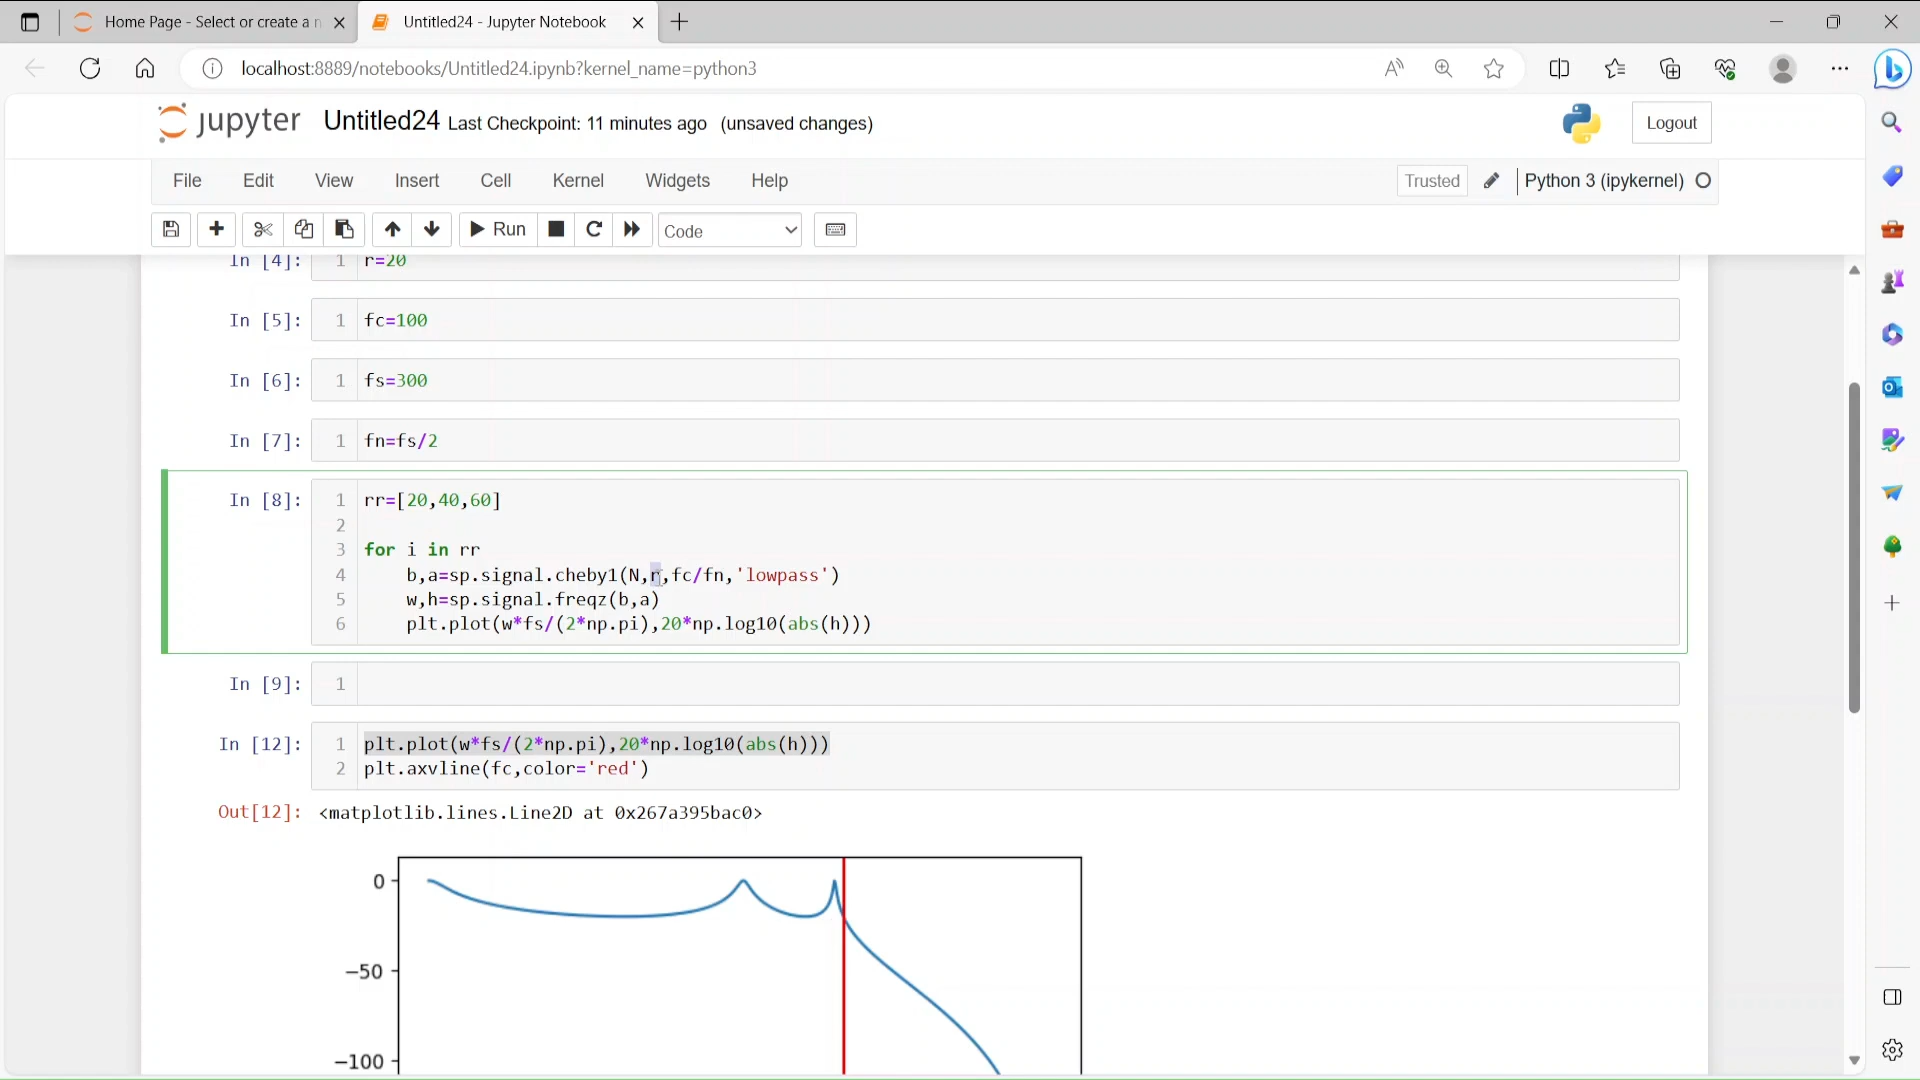 Home Page - Select or create a n
Untitled24 - Jupyter Notebook
localhost:8889/notebooks/Untitled24.ipynb?kernel_name=python3
jupyter Untitled24 Last Checkpoint: 11 minutes ago (unsaved changes)
Logout
File Edit View Insert Cell Kernel Widgets Help
Trusted
Python 3 (ipykernel)
Run
Code
In [4]: 1 r=20
In [5]: 1 fc=100
In [6]: 1 fs=300
In [7]: 1 fn=fs/2
In [8]: 1 rr=[20,40,60]
2
3 for i in rr
4 b,a=sp.signal.cheby1(N,r,fc/fn,'lowpass')
5 w,h=sp.signal.freqz(b,a)
6 plt.plot(w*fs/(2*np.pi),20*np.log10(abs(h)))
In [9]: 1
In [12]: 1 plt.plot(w*fs/(2*np.pi),20*np.log10(abs(h)))
2 plt.axvline(fc,color='red')
Out[12]: <matplotlib.lines.Line2D at 0x267a395bac0>
0
−50
−100